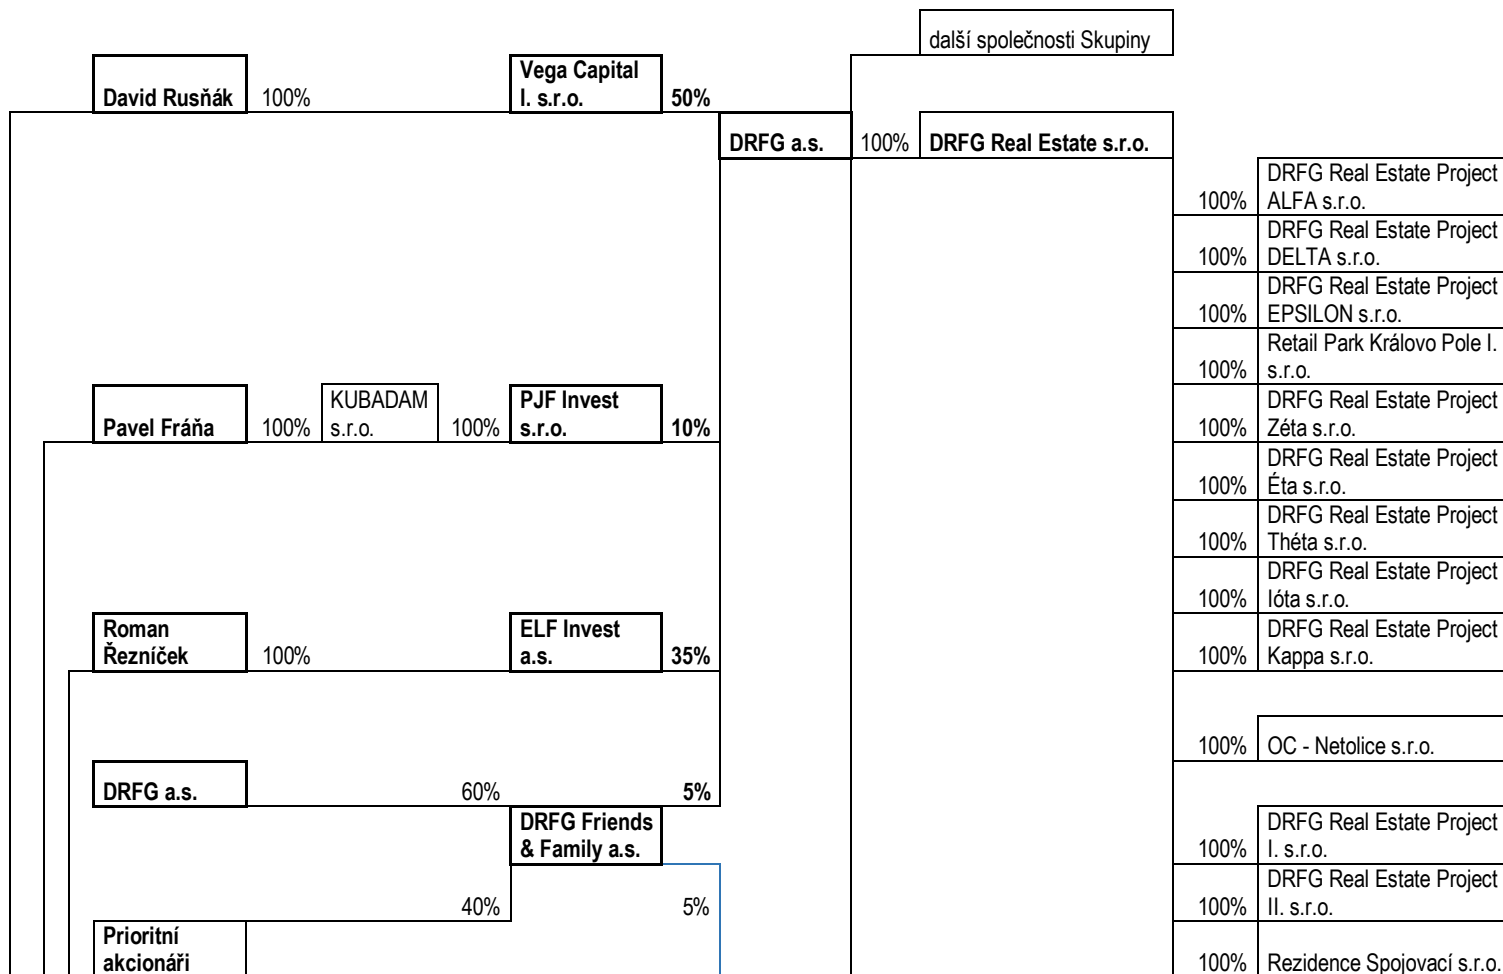 další společnosti Skupiny
David Rusňák 100% Vega Capital
I. s.r.o. 50%
DRFG a.s. 100% DRFG Real Estate s.r.o.
DRFG Real Estate Project
100% ALFA s.r.o.
DRFG Real Estate Project
100% DELTA s.r.o.
DRFG Real Estate Project
100% EPSILON s.r.o.
Retail Park Královo Pole I.
100% s.r.o.
Pavel Fráňa 100% KUBADAM
s.r.o. 100% PJF Invest
s.r.o. 10%
DRFG Real Estate Project
100% Zéta s.r.o.
DRFG Real Estate Project
100% Éta s.r.o.
DRFG Real Estate Project
100% Théta s.r.o.
DRFG Real Estate Project
100% Ióta s.r.o.
Roman
Řezníček 100% ELF Invest
a.s. 35%
DRFG Real Estate Project
100% Kappa s.r.o.
100% OC - Netolice s.r.o.
DRFG a.s. 60% 5%
DRFG Friends
& Family a.s.
DRFG Real Estate Project
100% I. s.r.o.
40% 5%
DRFG Real Estate Project
100% II. s.r.o.
Prioritní
akcionáři
100% Rezidence Spojovací s.r.o.